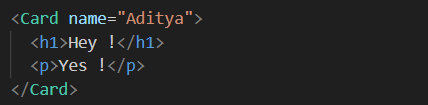 <Card name="Aditya">
<h1>Hey !</h1>
<p>Yes !</p>
</Card>